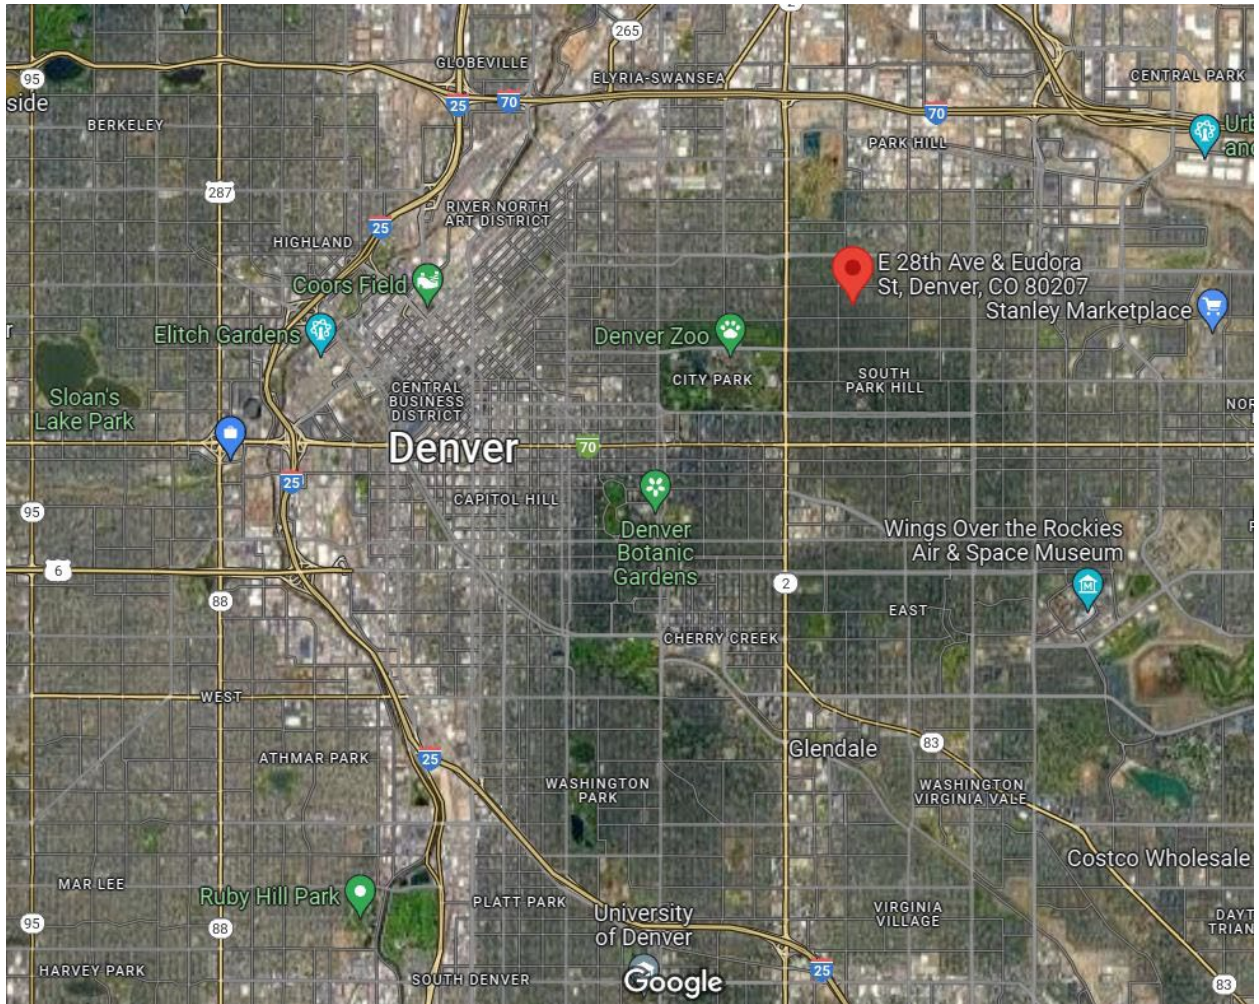 265
2
GLOBEVILLE
95
ELYRIA-SWANSEA
CENTRAL PARK
side
25
70
70
BERKELEY
PARK HILL
Urb
and
287
RIVER NORTH
ART DISTRICT
25
HIGHLAND
E 28th Ave & Eudora
St, Denver, CO 80207
Coors Field
Stanley Marketplace
Elitch Gardens
Denver Zoo
r
CITY PARK
SOUTH
PARK HILL
CENTRAL
BUSINESS
DISTRICT
Sloan's
Lake Park
NOR
Denver
70
25
CAPITOL HILL
95
Denver
Botanic
Gardens
Wings Over the Rockies
Air & Space Museum
6
2
88
EAST
CHERRY CREEK
WEST
83
Glendale
25
ATHMAR PARK
WASHINGTON
PARK
WASHINGTON
VIRGINIA VALE
Costco Wholesale
MAR LEE
Ruby Hill Park
PLATT PARK
University
of Denver
VIRGINIA
VILLAGE
95
88
DAYT
TRIAN
HARVEY PARK
SOUTH DENVER
25
Google
83